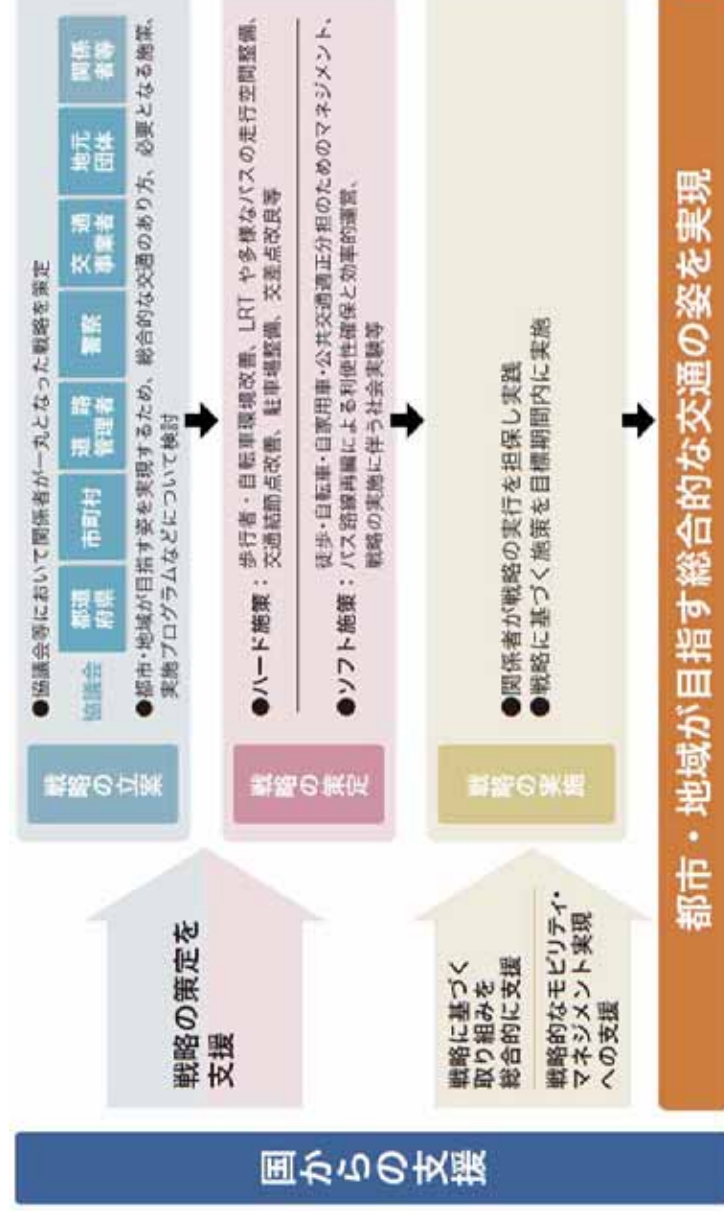 国からの支援
戦略の策定を
支援
戦略に基づく
取り組みを
総合的に支援
戦略的なモビリティ・
マネジメント実現
への支援
戦略の立案
●協議会等において関係者が一丸となった戦略を策定
協議会
都道
府県
市町村
道路
管理者
警察
交通
事業者
地元
団体
関係
者等
●都市・地域が目指す姿を実現するため、総合的な交通のあり方、必要となる施策、
実施プログラムなどについて検討
戦略の策定
●ハード施策：歩行者・自転車環境改善、LRTや多様なバスの走行空間整備、
交通結節点改善、駐車場整備、交差点改良等
●ソフト施策：徒歩・自転車・自家用車・公共交通適正分担のためのマネジメント、
バス路線再編による利便性確保と効率的運営、
戦略の実施に伴う社会実験等
戦略の実施
●関係者が戦略の実行を担保し実践
●戦略に基づく施策を目標期間内に実施
都市・地域が目指す総合的な交通の姿を実現